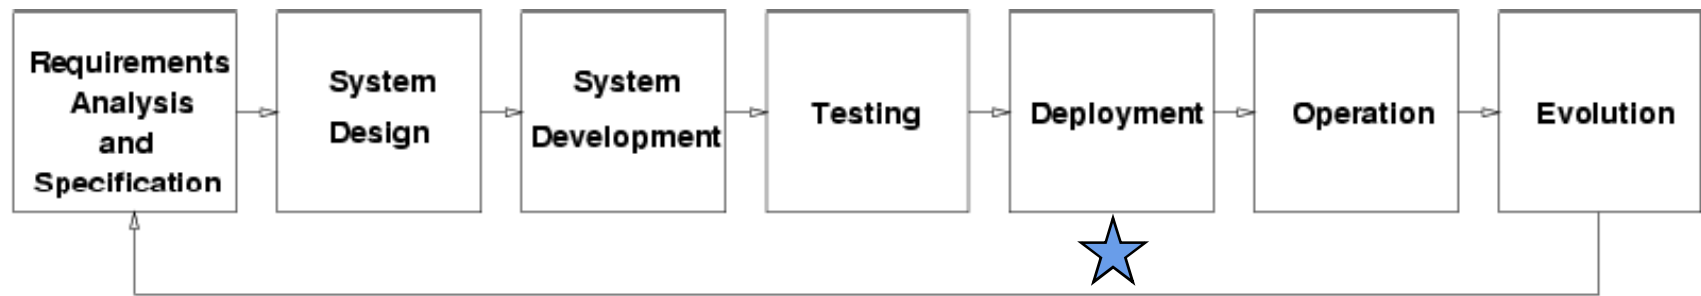 Requirements
Analysis
and
Specification
System
Design
System
Development
Testing
Deployment
Operation
Evolution